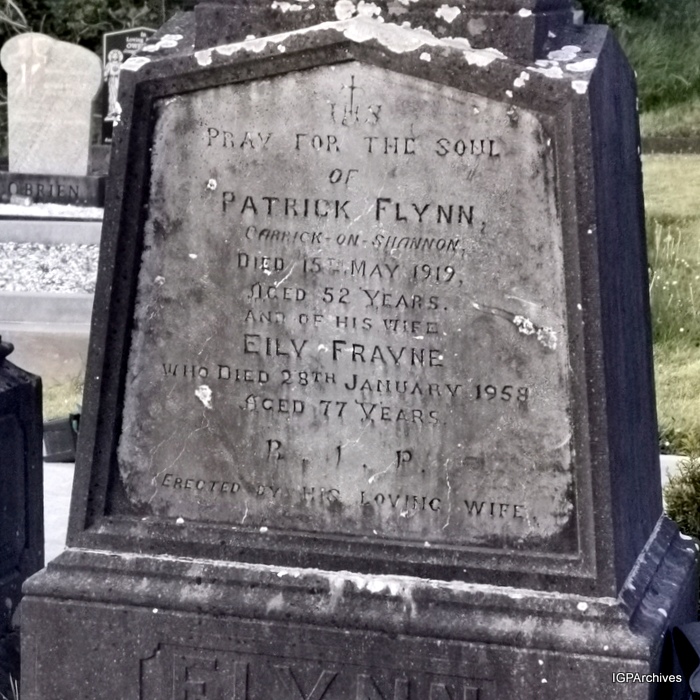 IHS
PRAY FOR THE SOUL
OF
PATRICK FLYNN,
CARRICK-ON-SHANNON,
DIED 15TH MAY 1919,
AGED 52 YEARS.
AND OF HIS WIFE
EILY FRAYNE
WHO DIED 28TH JANUARY 1958
AGED 77 YEARS.
R. I. P.
ERECTED BY HIS LOVING WIFE
FLYNN
O'BRIEN
IGPArchives